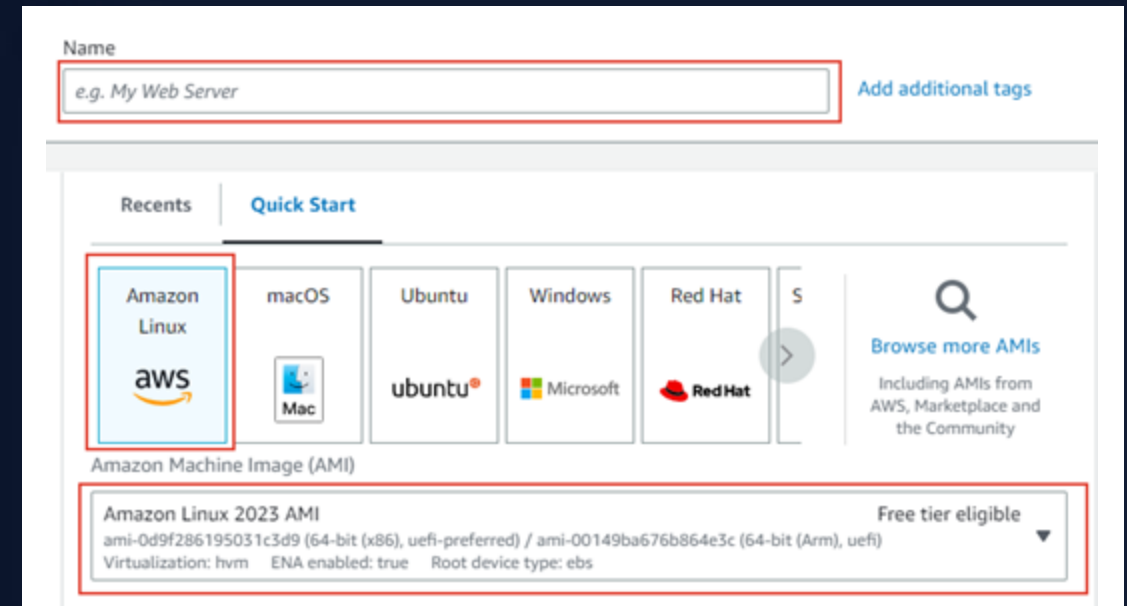 Name
e.g. My Web Server
Add additional tags
Recents
Quick Start
Amazon
Linux
aws
macOS
Mac
Ubuntu
ubuntu
Windows
Microsoft
Red Hat
Red Hat
S
Browse more AMIs
Including AMIs from
AWS, Marketplace and
the Community
Amazon Machine Image (AMI)
Amazon Linux 2023 AMI
Free tier eligible
ami-0d9f286195031c3d9 (64-bit (x86), uefi-preferred) / ami-00149ba676b864e3c (64-bit (Arm), uefi)
Virtualization: hvm ENA enabled: true Root device type: ebs